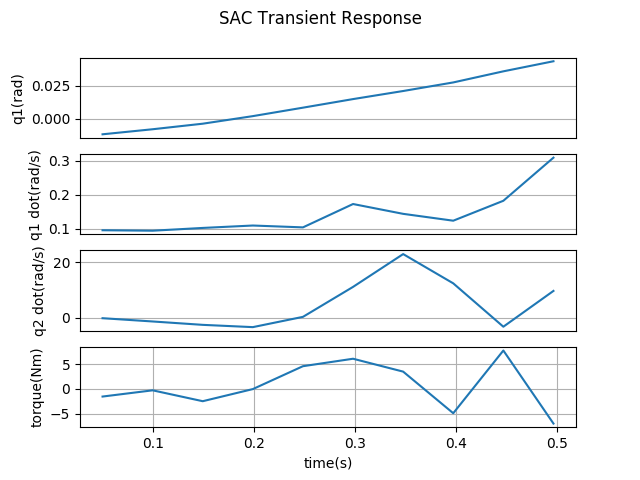 SAC Transient Response
q1(rad)
0.025
0.000
q1 dot(rad/s)
0.3
0.2
0.1
q2 dot(rad/s)
20
0
torque(Nm)
5
0
−5
0.1 0.2 0.3 0.4 0.5
time(s)